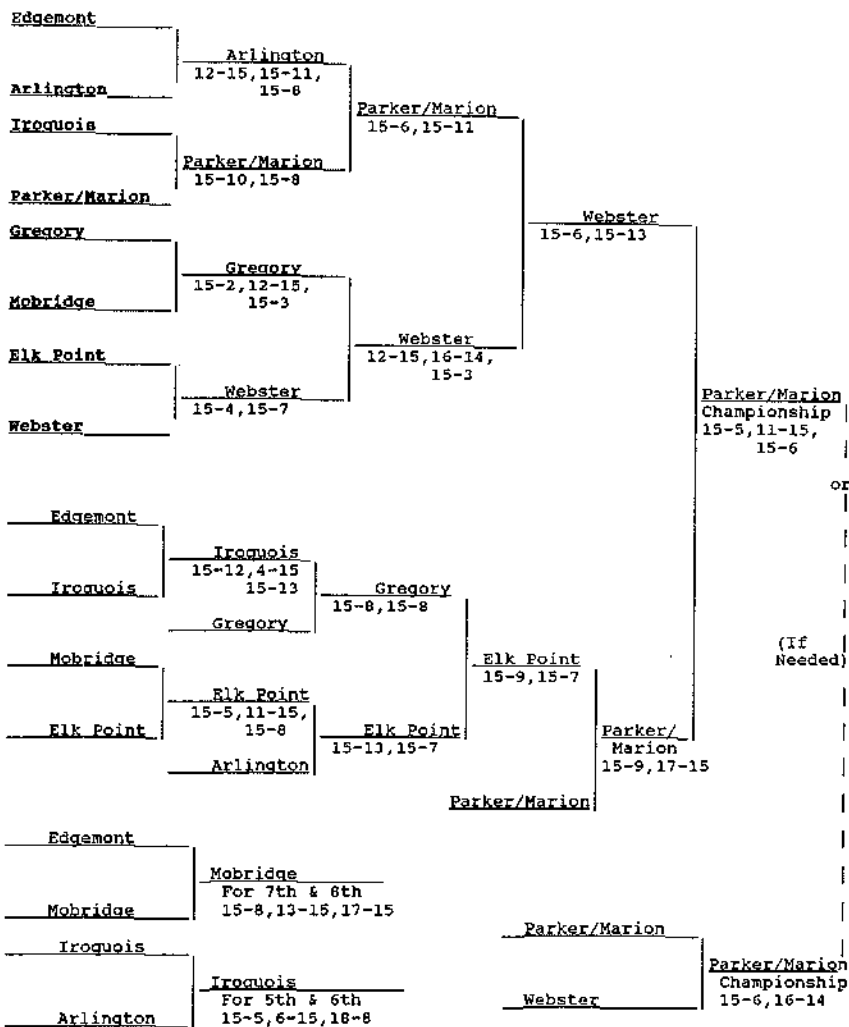 Edgemont
Arlington
12-15,15-11,
15-8
Arlington
Parker/Marion
15-6,15-11
Iroquois
Parker/Marion
15-10,15-8
Parker/Marion
Webster
15-6,15-13
Gregory
Gregory
15-2,12-15,
15-3
Mobridge
Webster
12-15,16-14,
15-3
Elk Point
Webster
15-4,15-7
Webster
Parker/Marion
Championship
15-5,11-15,
15-6
or
Edgemont
Iroquois
15-12,4-15
15-13
Iroquois
Gregory
15-8,15-8
Gregory
(If
Needed)
Mobridge
Elk Point
15-9,15-7
Elk Point
15-5,11-15,
15-8
Elk Point
Elk Point
15-13,15-7
Arlington
Parker/
Marion
15-9,17-15
Parker/Marion
Edgemont
Mobridge
For 7th & 8th
15-8,13-15,17-15
Mobridge
Iroquois
Iroquois
For 5th & 6th
15-5,6-15,18-8
Arlington
Parker/Marion
Parker/Marion
Championship
15-6,16-14
Webster